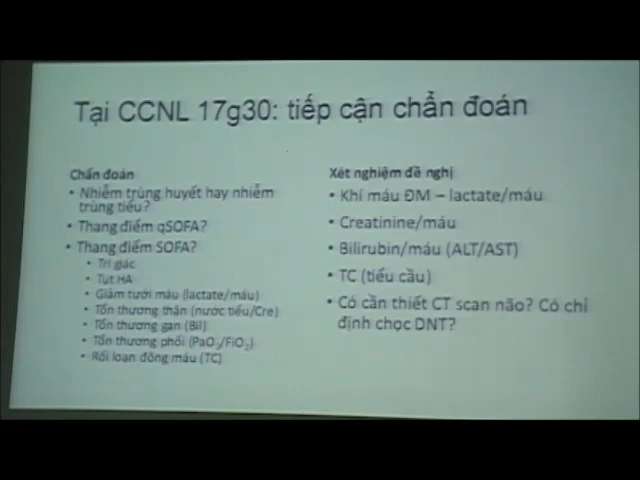 Tại CCNL 17g30: tiếp cận chẩn đoán
Chẩn đoán
• Nhiễm trùng huyết hay nhiễm
trùng tiểu?
• Thang điểm qSOFA?
• Thang điểm SOFA?
• Tri giác
• Tụt HA
• Giảm tưới máu (lactate/máu)
• Tổn thương thận (nước tiểu/Cre)
• Tổn thương gan (Bil)
• Tổn thương phổi (PaO2/FiO2)
• Rối loạn đông máu (TC)
Xét nghiệm đề nghị
• Khí máu ĐM – lactate/máu
• Creatinine/máu
• Bilirubin/máu (ALT/AST)
• TC (tiểu cầu)
• Có cần thiết CT scan não? Có chỉ
định chọc DNT?